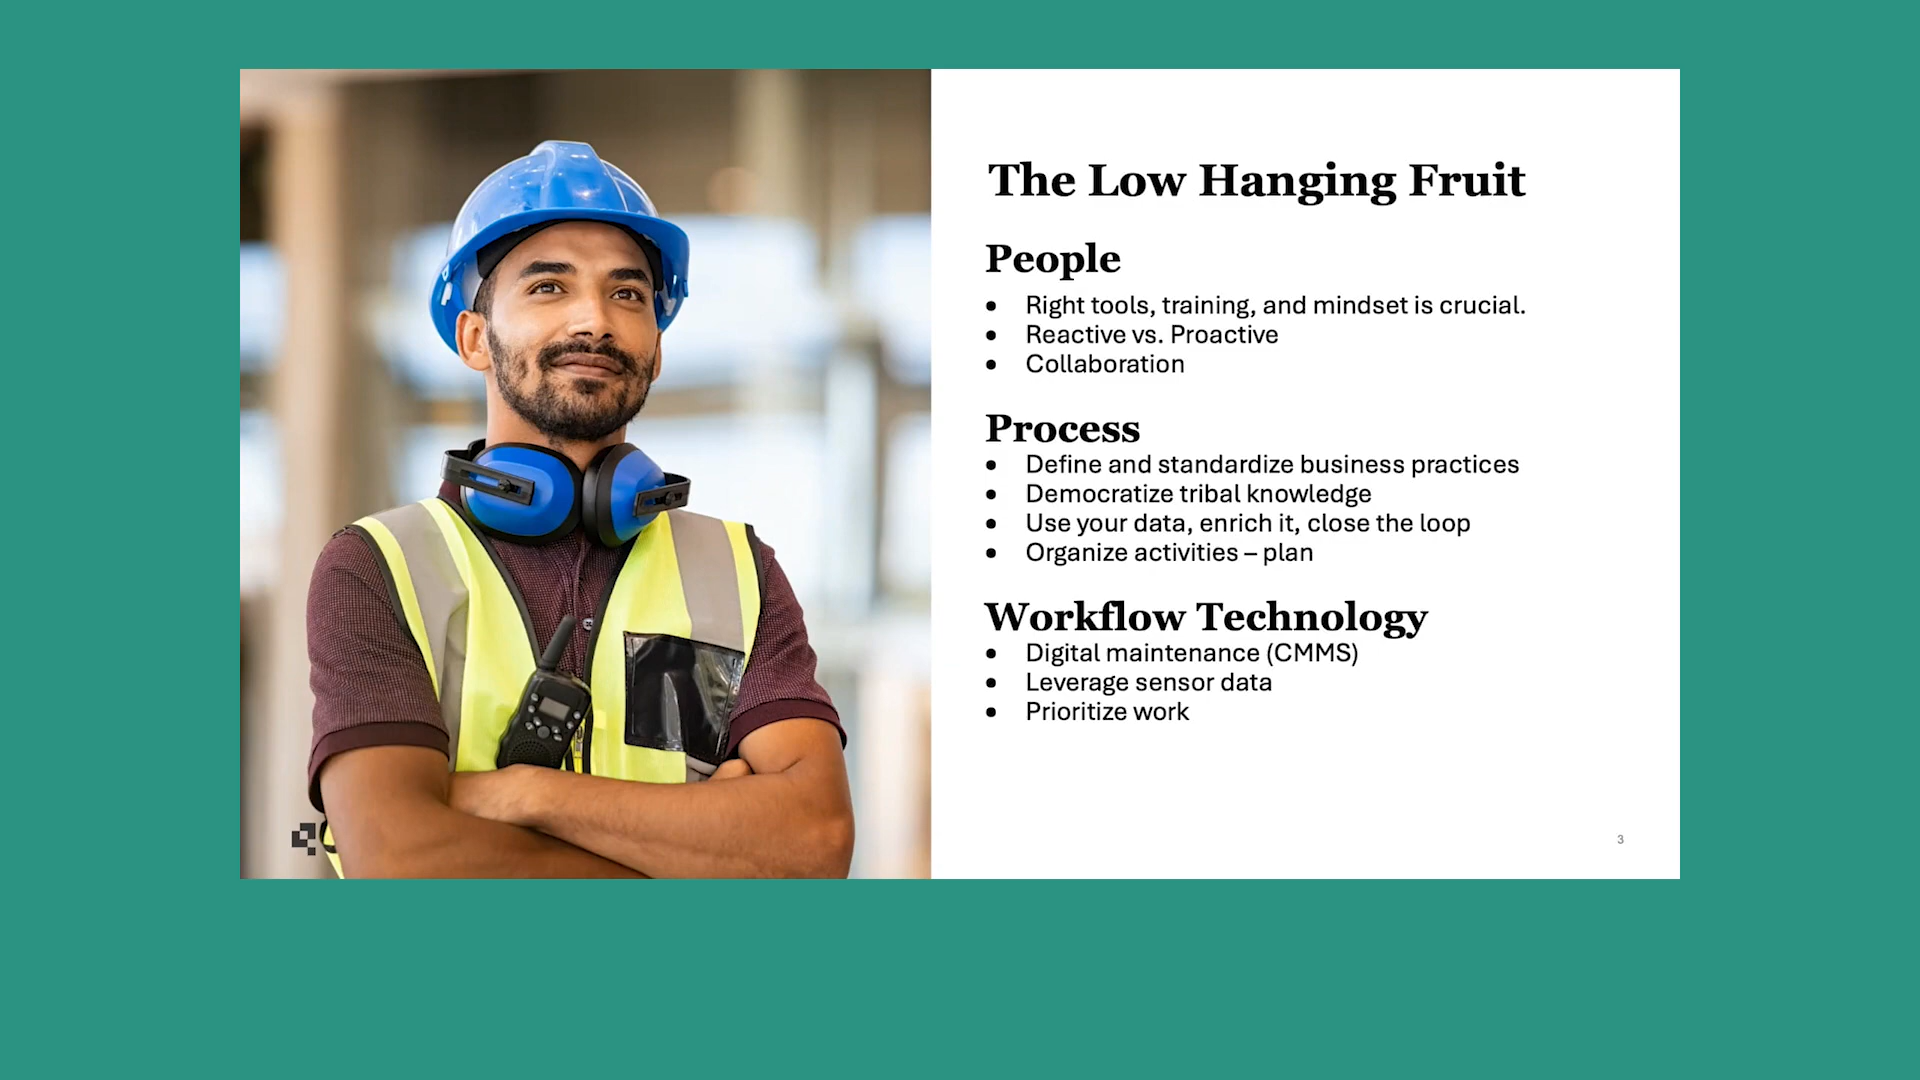 The Low Hanging Fruit
People
• Right tools, training, and mindset is crucial.
• Reactive vs. Proactive
• Collaboration
Process
• Define and standardize business practices
• Democratize tribal knowledge
• Use your data, enrich it, close the loop
• Organize activities – plan
Workflow Technology
• Digital maintenance (CMMS)
• Leverage sensor data
• Prioritize work
3